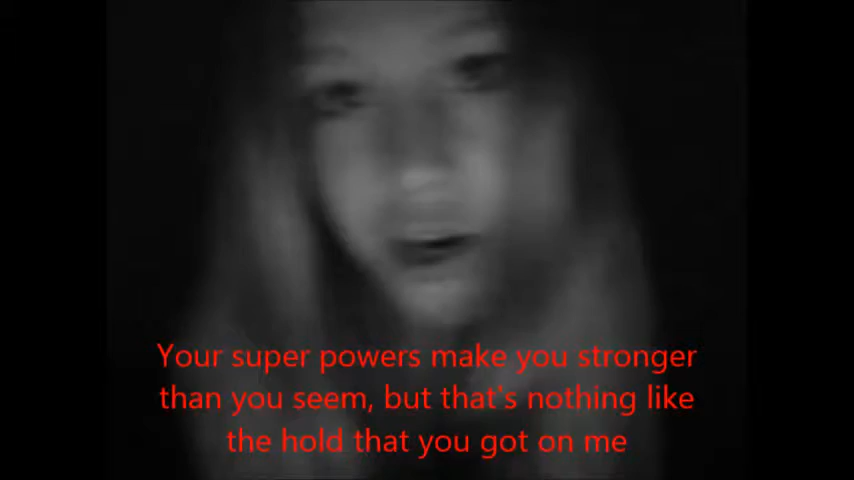 Your super powers make you stronger
than you seem, but that's nothing like
the hold that you got on me